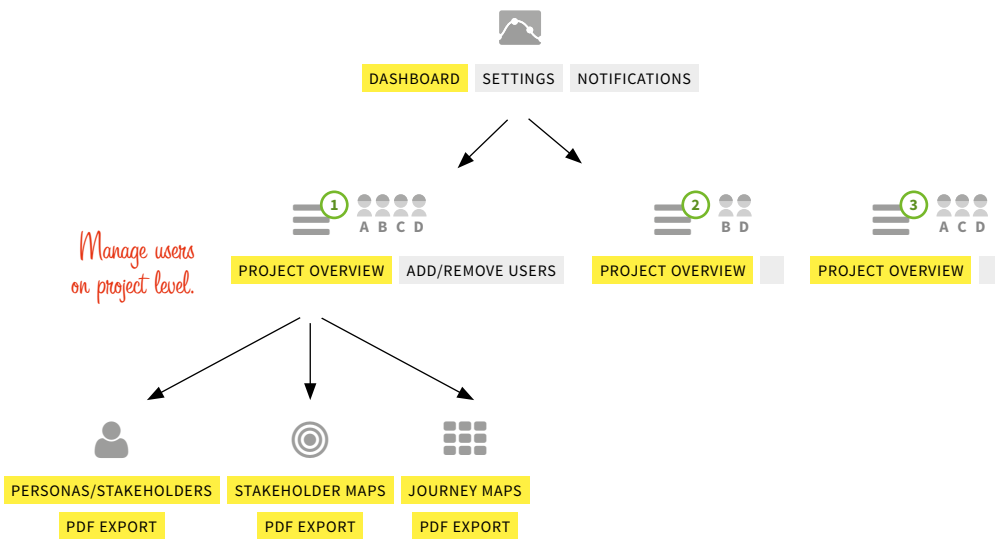 DASHBOARD SETTINGS NOTIFICATIONS
1 2 3
A B C D B D A C D
Manage users
on project level.
PROJECT OVERVIEW ADD/REMOVE USERS PROJECT OVERVIEW PROJECT OVERVIEW
PERSONAS/STAKEHOLDERS STAKEHOLDER MAPS JOURNEY MAPS
PDF EXPORT PDF EXPORT PDF EXPORT